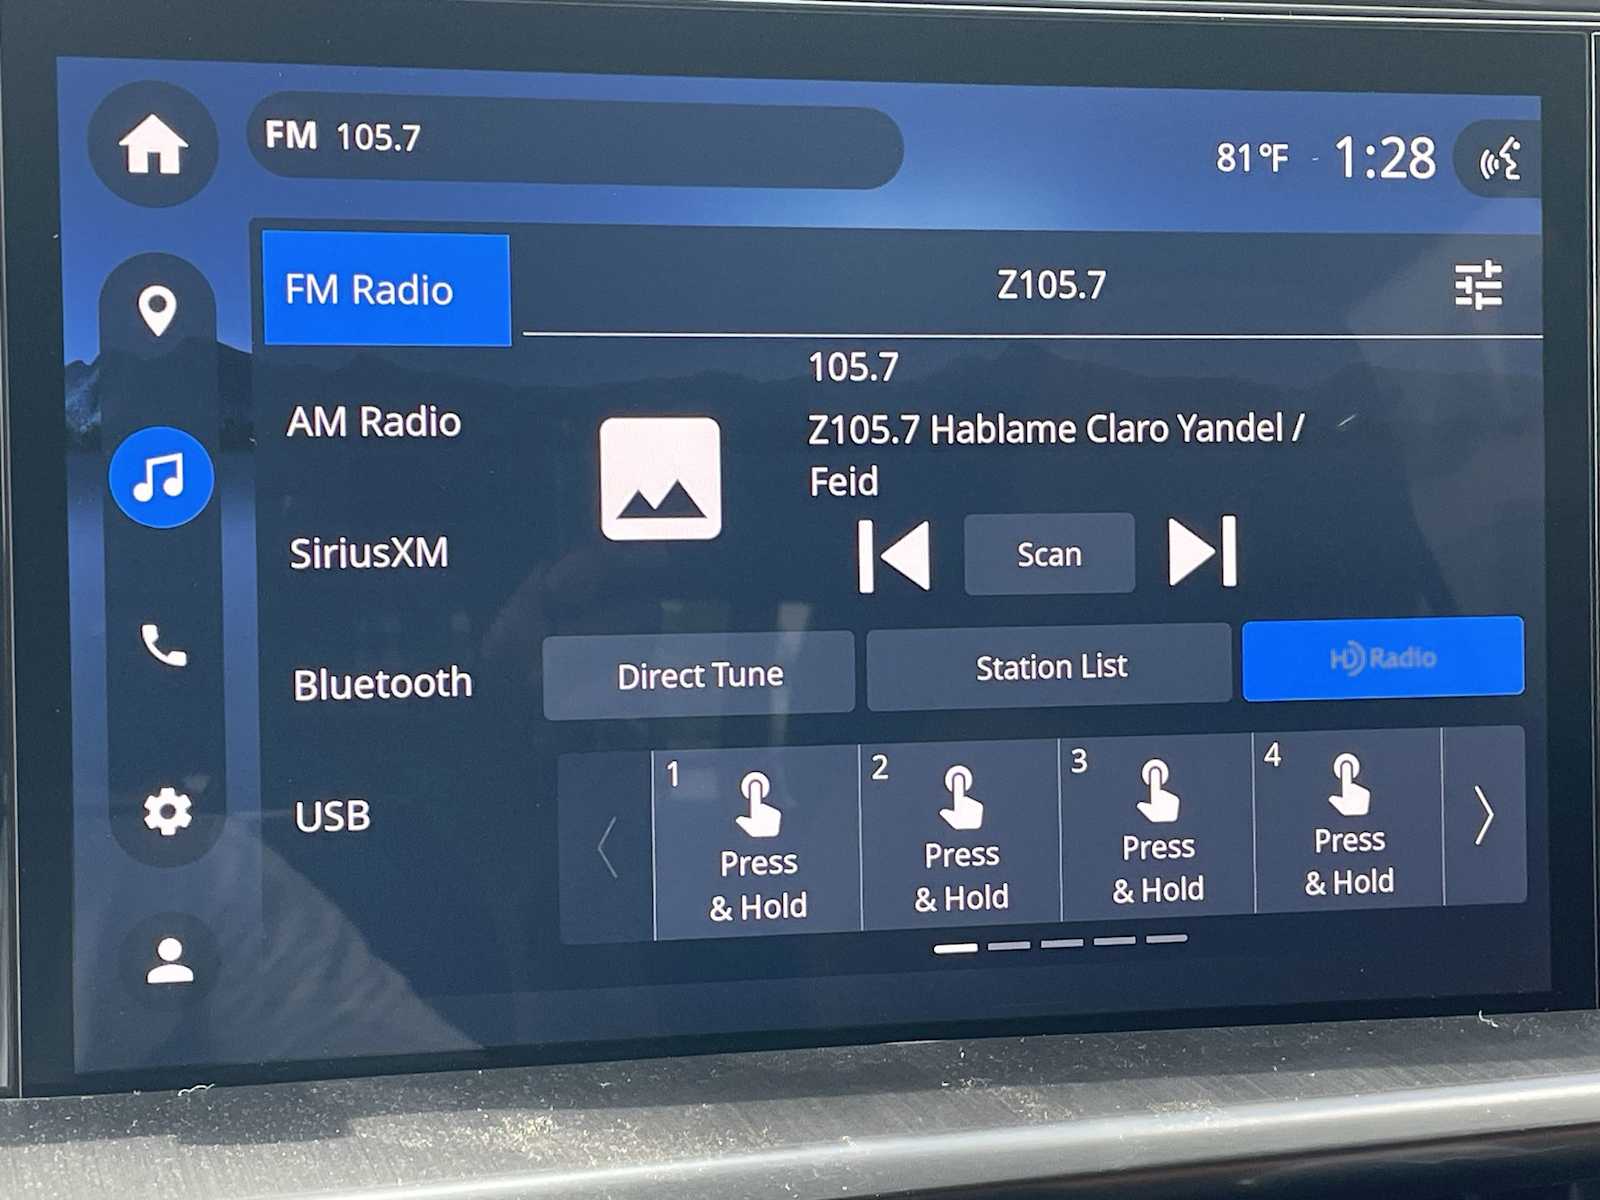 FM 105.7
81°F 1:28
FM Radio
Z105.7
105.7
AM Radio
Z105.7 Hablame Claro Yandel /
Feid
SiriusXM
Scan
Bluetooth
Direct Tune
Station List
HD Radio
USB
1
Press
& Hold
2
Press
& Hold
3
Press
& Hold
4
Press
& Hold